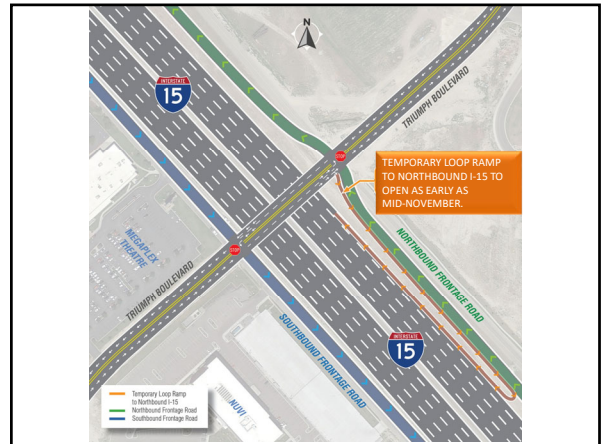 N
INTERSTATE
15
TRIUMPH BOULEVARD
STOP
TEMPORARY LOOP RAMP
TO NORTHBOUND I-15 TO
OPEN AS EARLY AS
MID-NOVEMBER.
MEGAPLEX
THEATRE
NORTHBOUND FRONTAGE ROAD
STOP
TRIUMPH BOULEVARD
SOUTHBOUND FRONTAGE ROAD
INTERSTATE
15
NUVI
Temporary Loop Ramp
to Northbound I-15
Northbound Frontage Road
Southbound Frontage Road